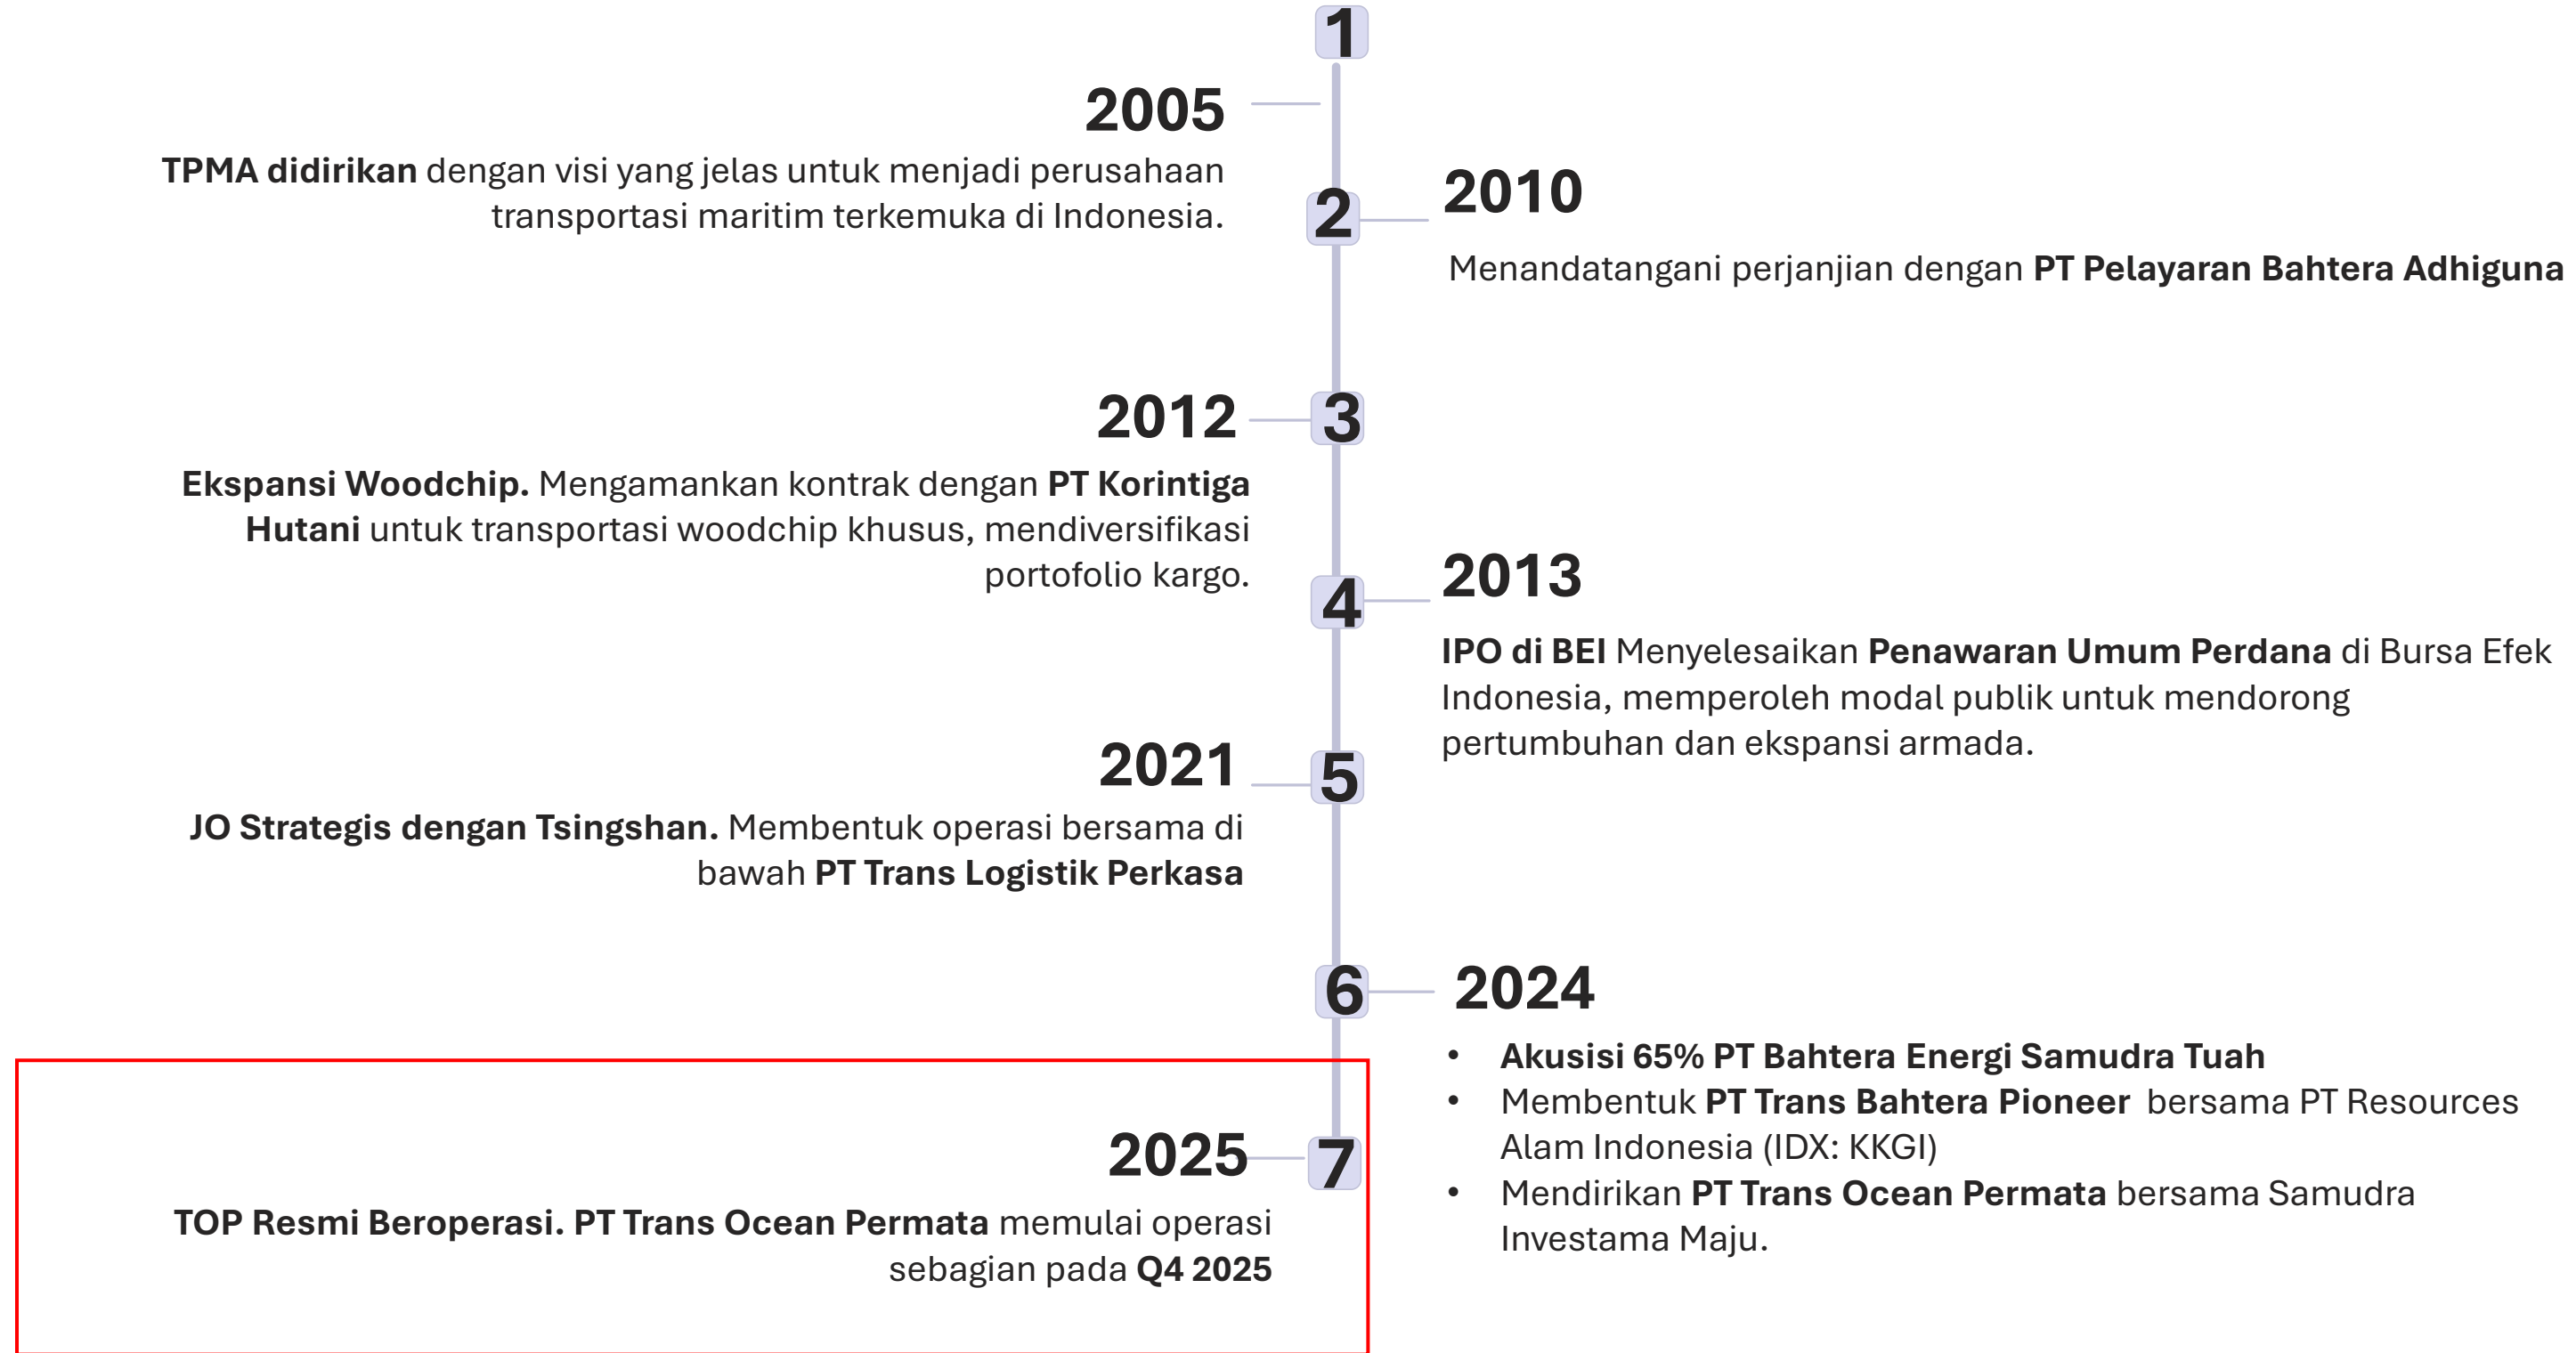 1
2005
TPMA didirikan dengan visi yang jelas untuk menjadi perusahaan
transportasi maritim terkemuka di Indonesia.
2
2010
Menandatangani perjanjian dengan PT Pelayaran Bahtera Adhiguna
2012
3
Ekspansi Woodchip. Mengamankan kontrak dengan PT Korintiga
Hutani untuk transportasi woodchip khusus, mendiversifikasi
portofolio kargo.
4
2013
IPO di BEI Menyelesaikan Penawaran Umum Perdana di Bursa Efek
Indonesia, memperoleh modal publik untuk mendorong
pertumbuhan dan ekspansi armada.
2021
5
JO Strategis dengan Tsingshan. Membentuk operasi bersama di
bawah PT Trans Logistik Perkasa
6
2024
• Akusisi 65% PT Bahtera Energi Samudra Tuah
• Membentuk PT Trans Bahtera Pioneer bersama PT Resources
Alam Indonesia (IDX: KKGI)
• Mendirikan PT Trans Ocean Permata bersama Samudra
Investama Maju.
2025
7
TOP Resmi Beroperasi. PT Trans Ocean Permata memulai operasi
sebagian pada Q4 2025